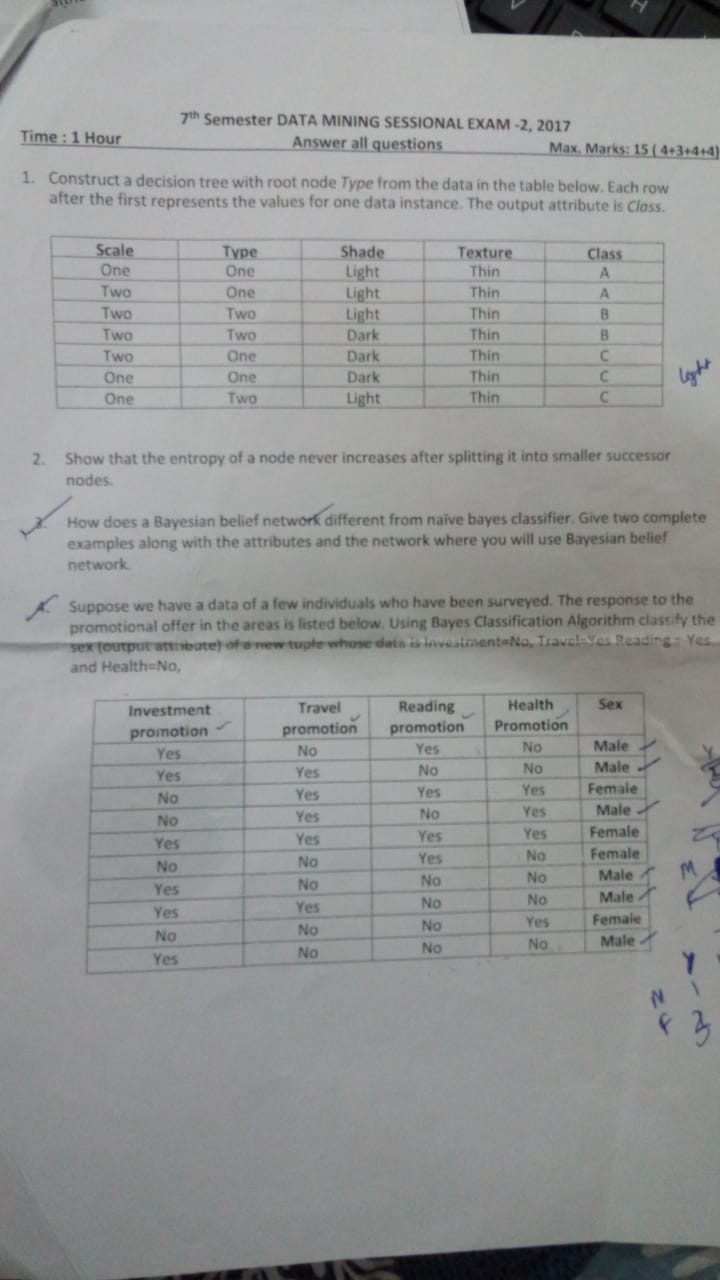 7th Semester DATA MINING SESSIONAL EXAM -2, 2017
Time : 1 Hour Answer all questions Max. Marks: 15 ( 4+3+4+4)
1. Construct a decision tree with root node Type from the data in the table below. Each row
after the first represents the values for one data instance. The output attribute is Class.
Scale Type Shade Texture Class
One One Light Thin A
Two One Light Thin A
Two Two Light Thin B
Two Two Dark Thin B
Two One Dark Thin C
One One Dark Thin C
One Two Light Thin C
Light
2. Show that the entropy of a node never increases after splitting it into smaller successor
nodes.
3. How does a Bayesian belief network different from naïve bayes classifier. Give two complete
examples along with the attributes and the network where you will use Bayesian belief
network.
4. Suppose we have a data of a few individuals who have been surveyed. The response to the
promotional offer in the areas is listed below. Using Bayes Classification Algorithm classify the
sex (output attribute) of a new tuple whose data is Investment=No, Travel=Yes Reading = Yes
and Health=No,
Investment Travel Reading Health Sex
promotion promotion promotion Promotion
Yes No Yes No Male
Yes Yes No No Male
No Yes Yes Yes Female
No Yes No Yes Male
Yes Yes Yes Yes Female
No No Yes No Female
Yes No No No Male
Yes Yes No No Male
No No No Yes Female
Yes No No No Male
M
Y
N 1
F 3